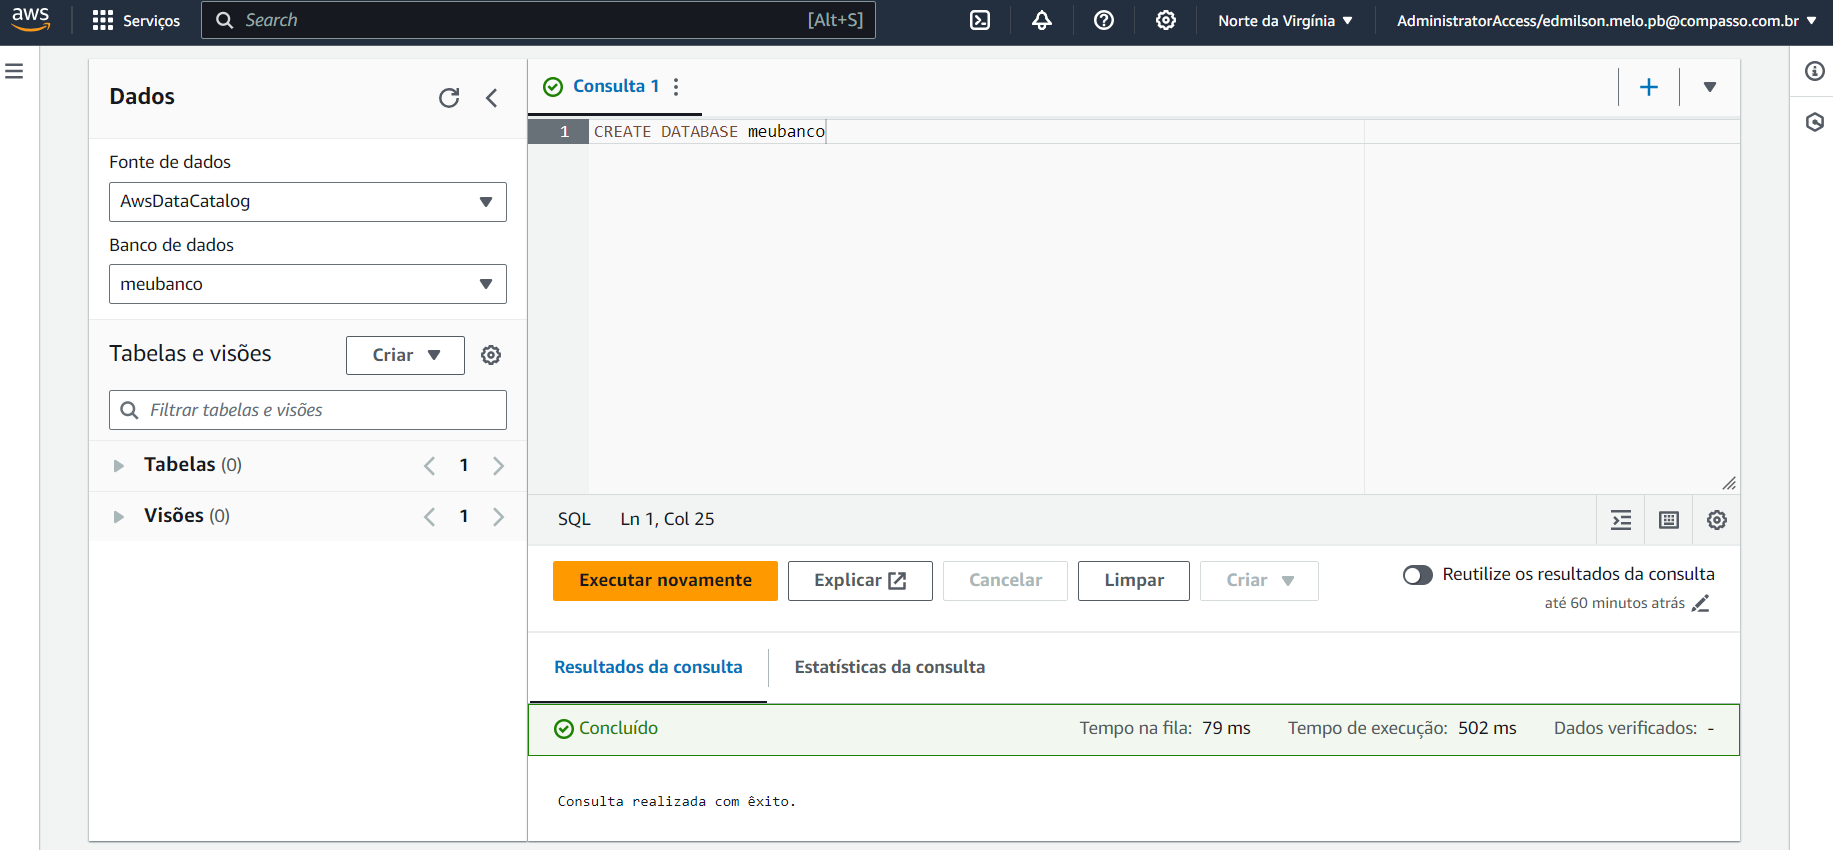 aws
Serviços
Search
[Alt+S]
Norte da Virgínia
AdministratorAccess/edmilson.melo.pb@compasso.com.br
Dados
Fonte de dados
AwsDataCatalog
Banco de dados
meubanco
Tabelas e visões
Criar
Filtrar tabelas e visões
Tabelas (0)
1
Visões (0)
1
Consulta 1
1 CREATE DATABASE meubanco
SQL Ln 1, Col 25
Executar novamente
Explicar
Cancelar
Limpar
Criar
Reutilize os resultados da consulta
até 60 minutos atrás
Resultados da consulta
Estatísticas da consulta
Concluído
Tempo na fila: 79 ms
Tempo de execução: 502 ms
Dados verificados: -
Consulta realizada com êxito.